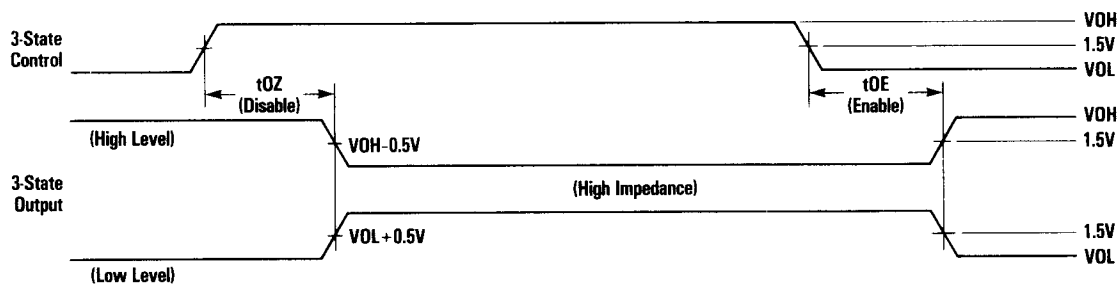 VOH
3-State
Control
1.5V
VOL
tOZ
(Disable)
tOE
(Enable)
VOH
(High Level)
VOH-0.5V
1.5V
3-State
Output
(High Impedance)
VOL+0.5V
1.5V
VOL
(Low Level)